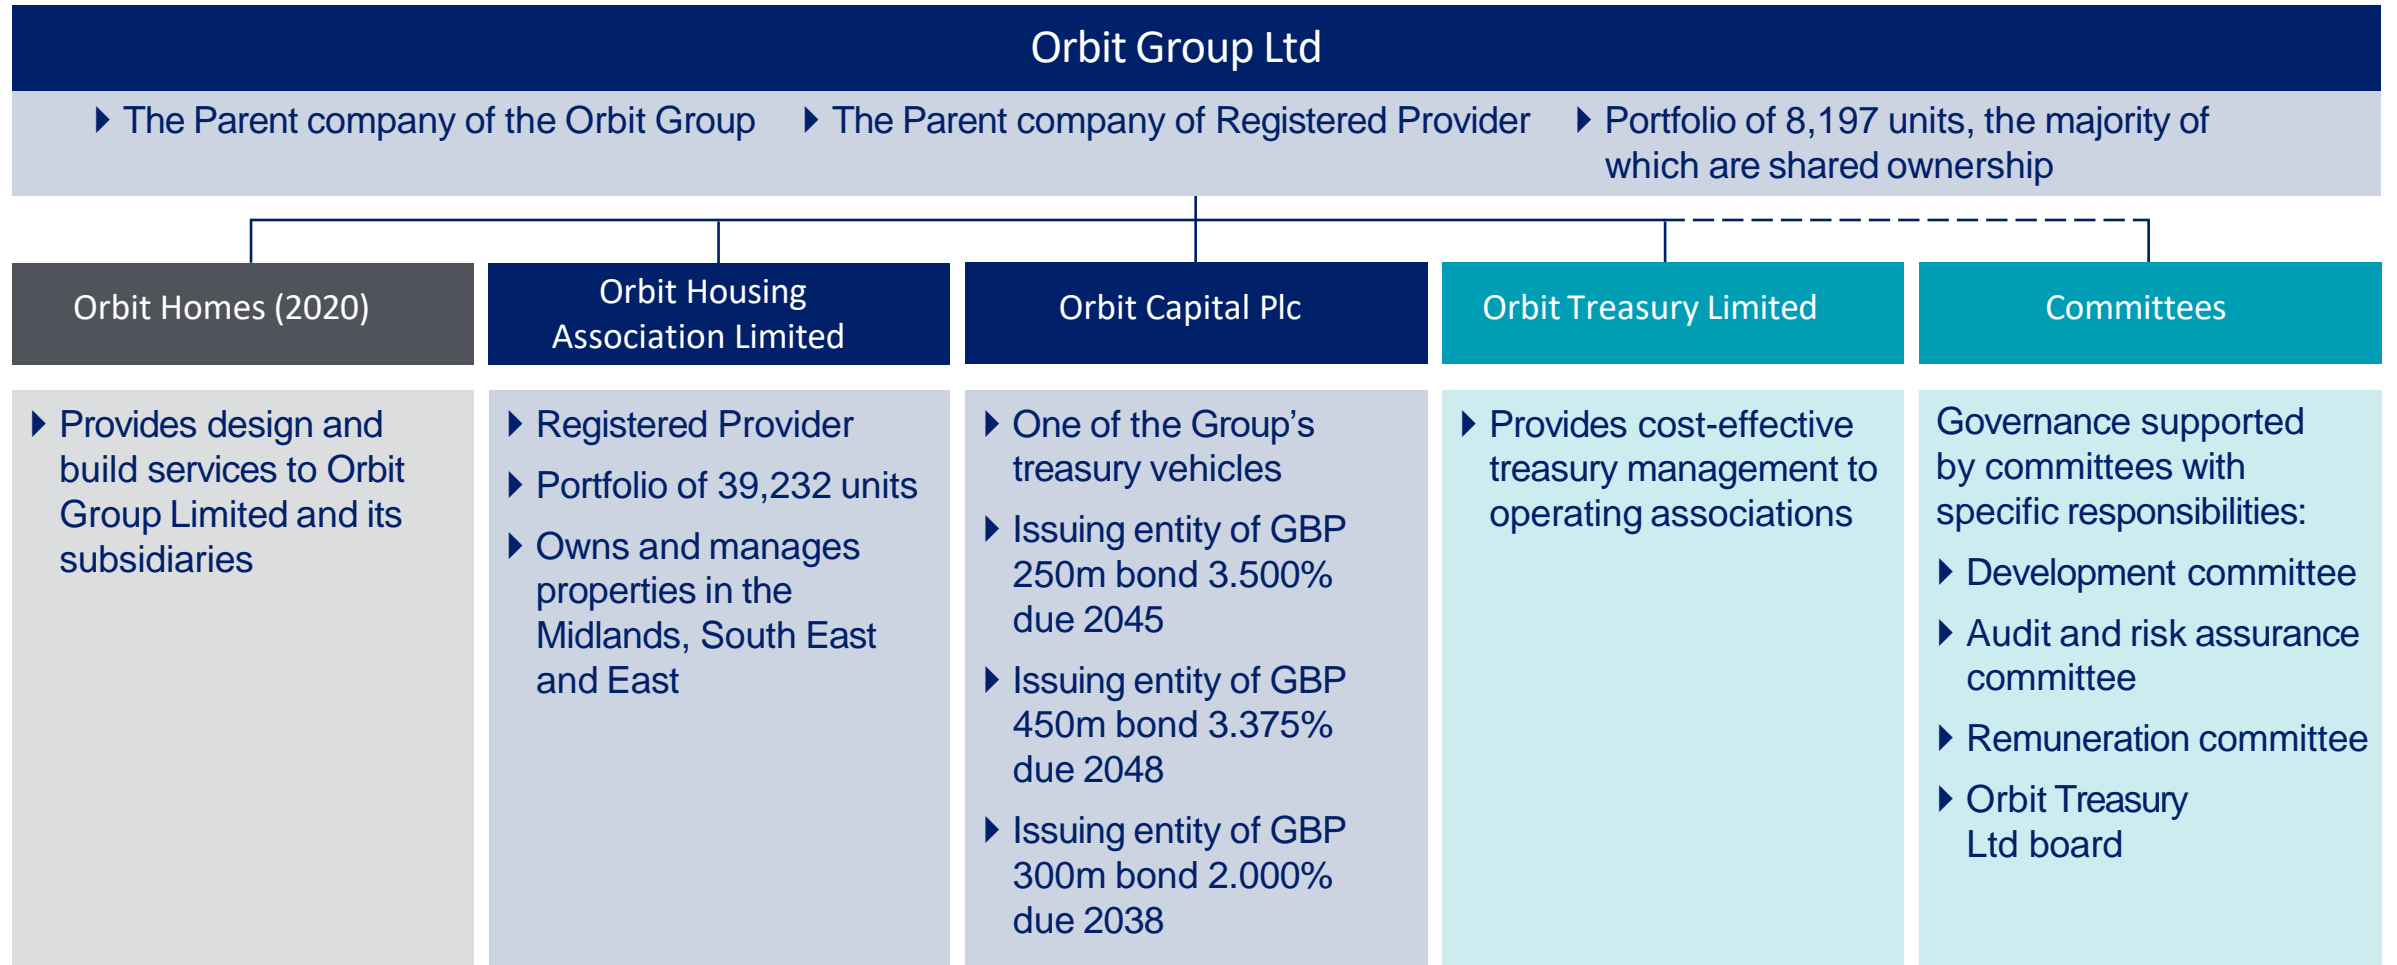 Orbit Group Ltd
The Parent company of the Orbit Group
The Parent company of Registered Provider
Portfolio of 8,197 units, the majority of
which are shared ownership
Orbit Homes (2020)
Provides design and
build services to Orbit
Group Limited and its
subsidiaries
Orbit Housing
Association Limited
Registered Provider
Portfolio of 39,232 units
Owns and manages
properties in the
Midlands, South East
and East
Orbit Capital Plc
One of the Group’s
treasury vehicles
Issuing entity of GBP
250m bond 3.500%
due 2045
Issuing entity of GBP
450m bond 3.375%
due 2048
Issuing entity of GBP
300m bond 2.000%
due 2038
Orbit Treasury Limited
Provides cost-effective
treasury management to
operating associations
Committees
Governance supported
by committees with
specific responsibilities:
Development committee
Audit and risk assurance
committee
Remuneration committee
Orbit Treasury
Ltd board